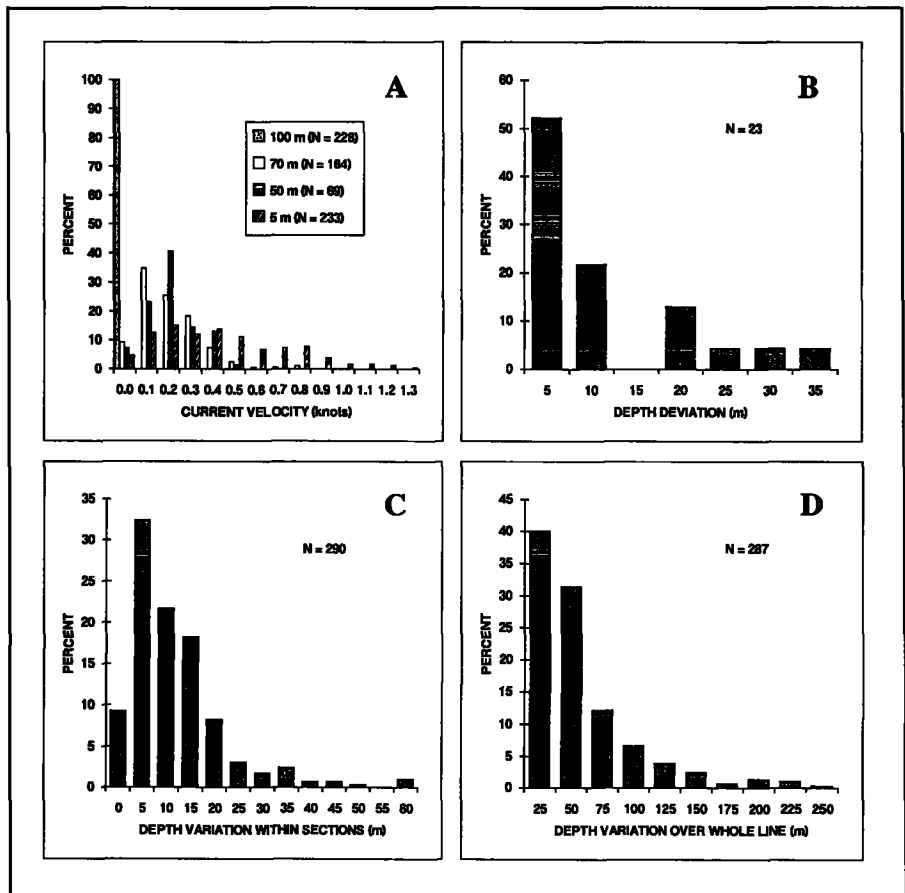 A
100
90
80
70
60
50
40
30
20
10
0
PERCENT
100 m (N = 228)
70 m (N = 164)
50 m (N = 69)
5 m (N = 233)
0.0 0.1 0.2 0.3 0.4 0.5 0.6 0.7 0.8 0.9 1.0 1.1 1.2 1.3
CURRENT VELOCITY (knots)
B
N = 23
60
50
40
30
20
10
0
PERCENT
5 10 15 20 25 30 35
DEPTH DEVIATION (m)
C
N = 290
35
30
25
20
15
10
5
0
PERCENT
0 5 10 15 20 25 30 35 40 45 50 55 60
DEPTH VARIATION WITHIN SECTIONS (m)
D
N = 287
45
40
35
30
25
20
15
10
5
0
PERCENT
25 50 75 100 125 150 175 200 225 250
DEPTH VARIATION OVER WHOLE LINE (m)